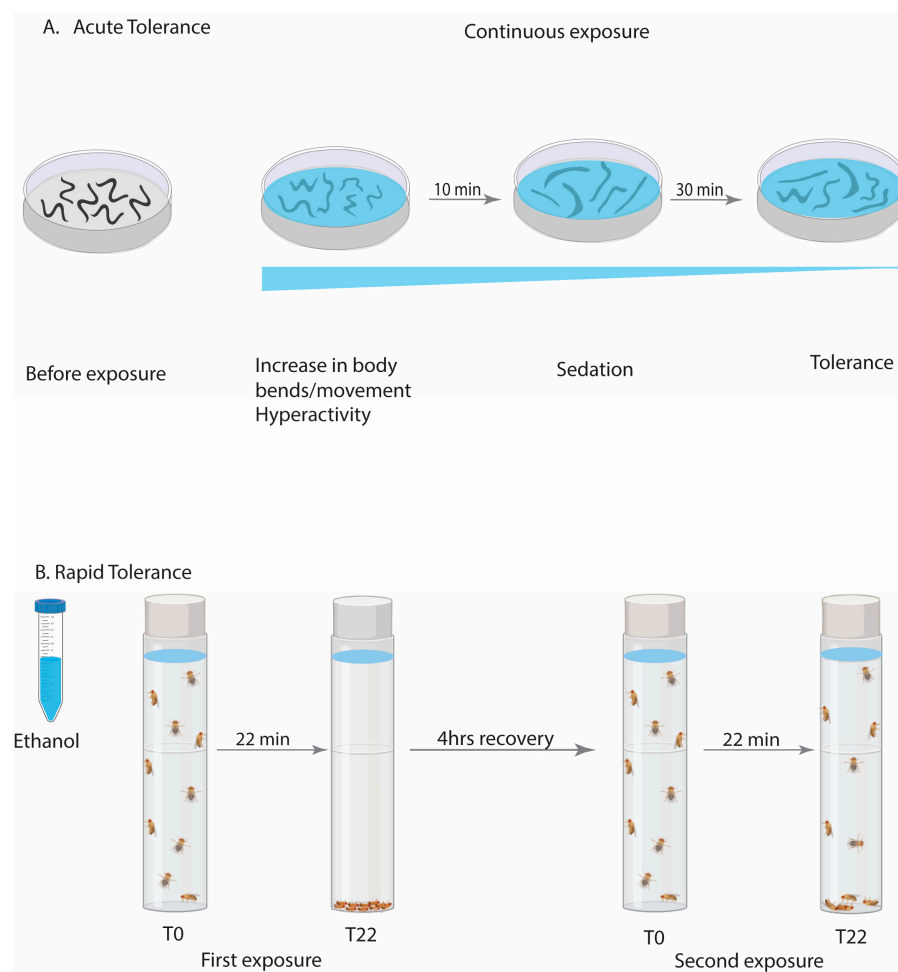 A. Acute Tolerance
Continuous exposure
10 min
30 min
Before exposure
Increase in body
bends/movement
Hyperactivity
Sedation
Tolerance
B. Rapid Tolerance
Ethanol
22 min
4hrs recovery
22 min
T0
T22
T0
T22
First exposure
Second exposure